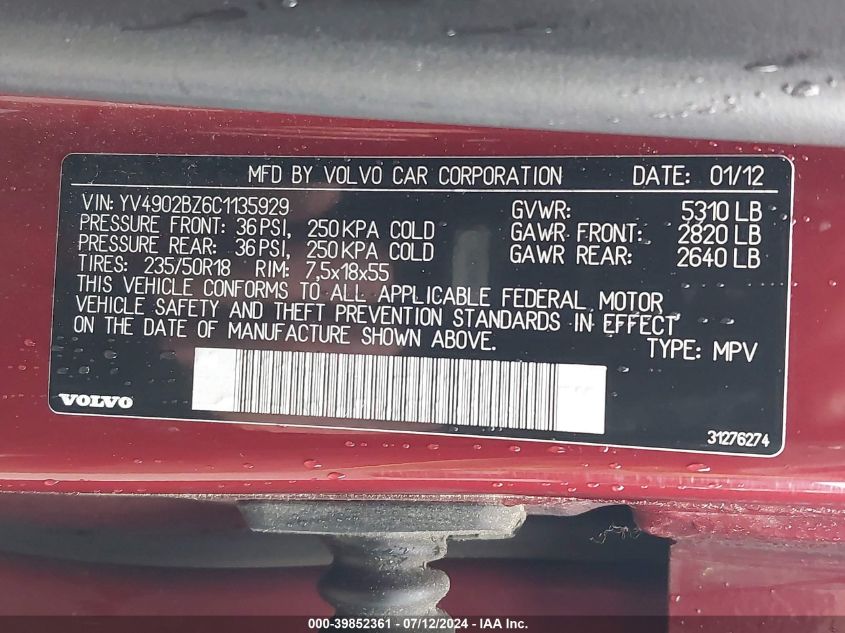 MFD BY VOLVO CAR CORPORATION DATE: 01/12
VIN: YV4902BZ6C1135929 GVWR: 5310 LB
PRESSURE FRONT: 36 PSI, 250 KPA COLD GAWR FRONT: 2820 LB
PRESSURE REAR: 36 PSI, 250 KPA COLD GAWR REAR: 2640 LB
TIRES: 235/50R18 RIM: 7,5x18x55
THIS VEHICLE CONFORMS TO ALL APPLICABLE FEDERAL MOTOR
VEHICLE SAFETY AND THEFT PREVENTION STANDARDS IN EFFECT
ON THE DATE OF MANUFACTURE SHOWN ABOVE.
TYPE: MPV
VOLVO
31276274
000-39852361 - 07/12/2024 - IAA Inc.